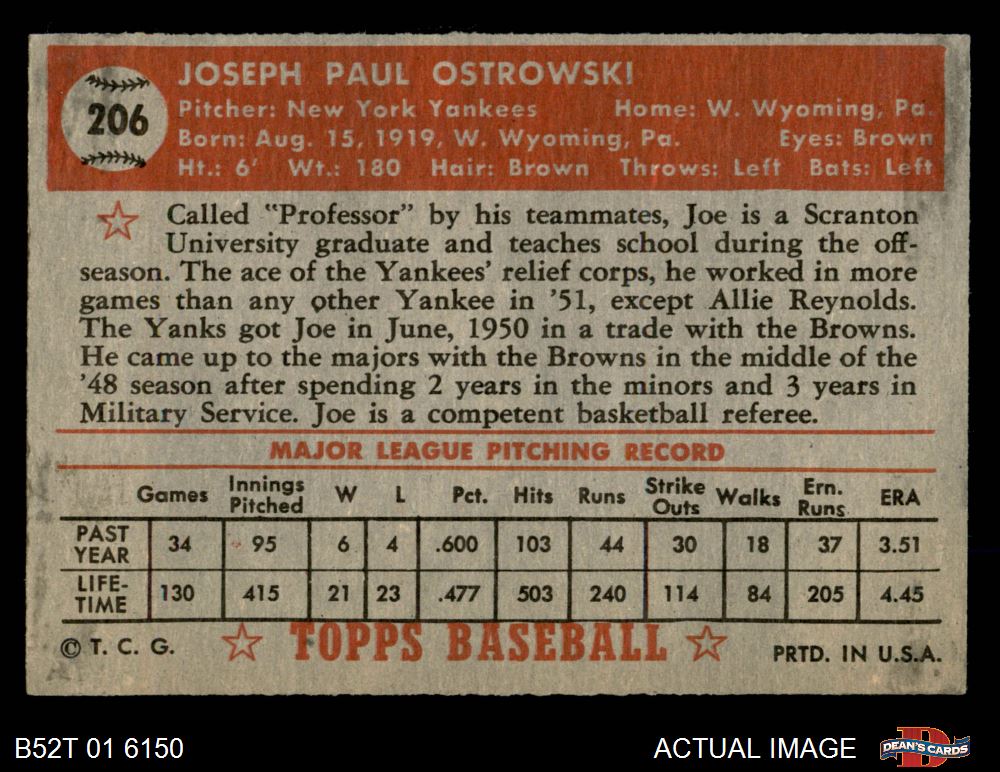 206
JOSEPH PAUL OSTROWSKI
Pitcher: New York Yankees Home: W. Wyoming, Pa.
Born: Aug. 15, 1919, W. Wyoming, Pa. Eyes: Brown
Ht.: 6' Wt.: 180 Hair: Brown Throws: Left Bats: Left
Called "Professor" by his teammates, Joe is a Scranton
University graduate and teaches school during the off-
season. The ace of the Yankees' relief corps, he worked in more
games than any other Yankee in '51, except Allie Reynolds.
The Yanks got Joe in June, 1950 in a trade with the Browns.
He came up to the majors with the Browns in the middle of the
'48 season after spending 2 years in the minors and 3 years in
Military Service. Joe is a competent basketball referee.
MAJOR LEAGUE PITCHING RECORD
Games Innings Pitched W L Pct. Hits Runs Strike Outs Walks Ern. Runs ERA
PAST YEAR 34 95 6 4 .600 103 44 30 18 37 3.51
LIFE-TIME 130 415 21 23 .477 503 240 114 84 205 4.45
© T. C. G. TOPPS BASEBALL PRTD. IN U.S.A.
B52T 01 6150 ACTUAL IMAGE DEAN'S CARDS